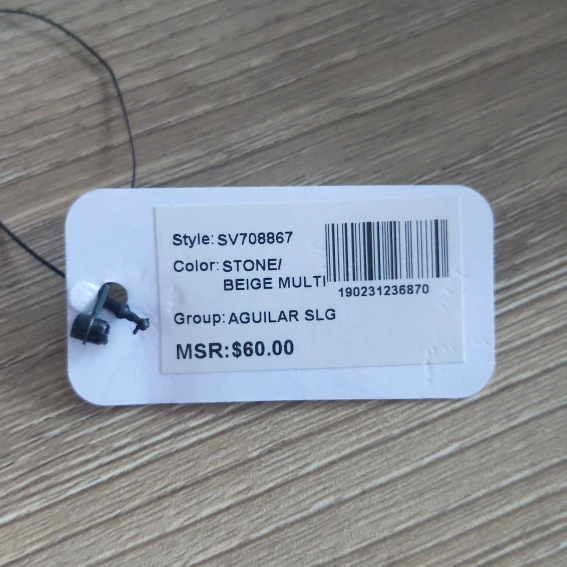 Style: SV708867
Color: STONE/
BEIGE MULTI
190231236870
Group: AGUILAR SLG
MSR: $60.00